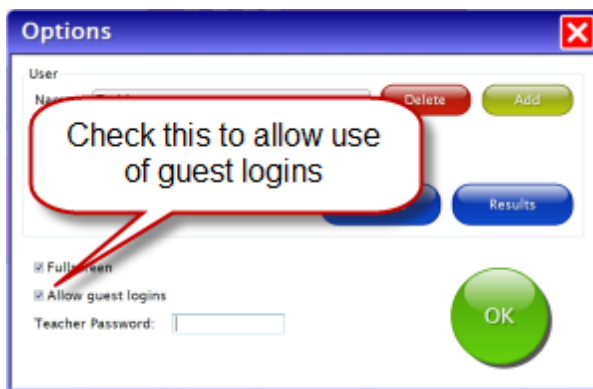 Options
User
Delete
Add
Check this to allow use
of guest logins
Results
Fullscreen
Allow guest logins
Teacher Password:
OK